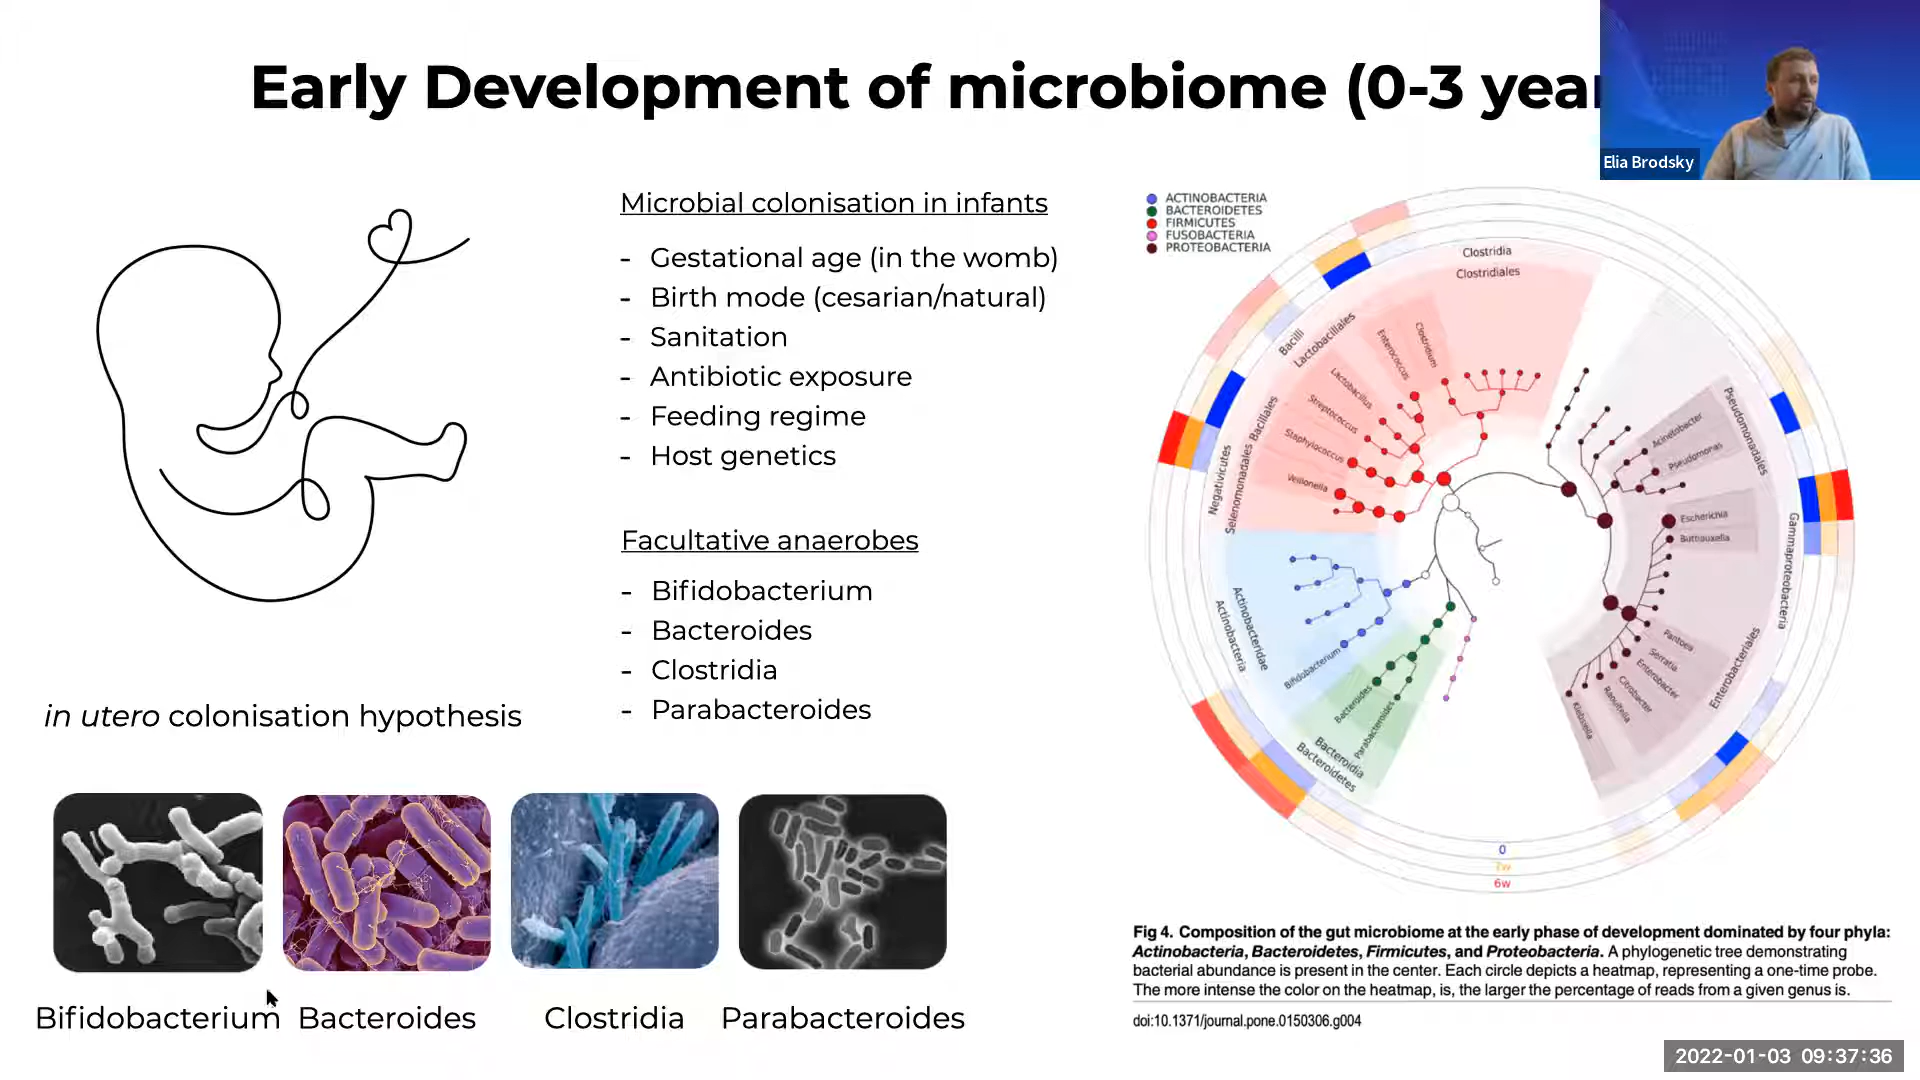 Early Development of microbiome (0-3 year
Elia Brodsky
Microbial colonisation in infants
- Gestational age (in the womb)
- Birth mode (cesarian/natural)
- Sanitation
- Antibiotic exposure
- Feeding regime
- Host genetics
Facultative anaerobes
- Bifidobacterium
- Bacteroides
- Clostridia
- Parabacteroides
in utero colonisation hypothesis
Bifidobacterium
Bacteroides
Clostridia
Parabacteroides
ACTINOBACTERIA
BACTEROIDETES
FIRMICUTES
FUSOBACTERIA
PROTEOBACTERIA
Clostridia
Clostridiales
Bacilli
Lactobacillales
Enterococcus
Clostridium
Lactobacillus
Streptococcus
Staphylococcus
Veillonella
Bacillales
Negativicutes
Selenomonadales
Actinobacteridae
Actinobacteria
Bifidobacterium
Bacteroides
Parabacteroides
Bacteroidia
Bacteroidetes
Acinetobacter
Pseudomonas
Pseudomonadales
Escherichia
Buttiauxella
Gammaproteobacteria
Pantoea
Serratia
Enterobacter
Citrobacter
Raoultella
Klebsiella
Enterobacteriales
0
2w
6w
Fig 4. Composition of the gut microbiome at the early phase of development dominated by four phyla:
Actinobacteria, Bacteroidetes, Firmicutes, and Proteobacteria. A phylogenetic tree demonstrating
bacterial abundance is present in the center. Each circle depicts a heatmap, representing a one-time probe.
The more intense the color on the heatmap, is, the larger the percentage of reads from a given genus is.
doi:10.1371/journal.pone.0150306.g004
2022-01-03 09:37:36